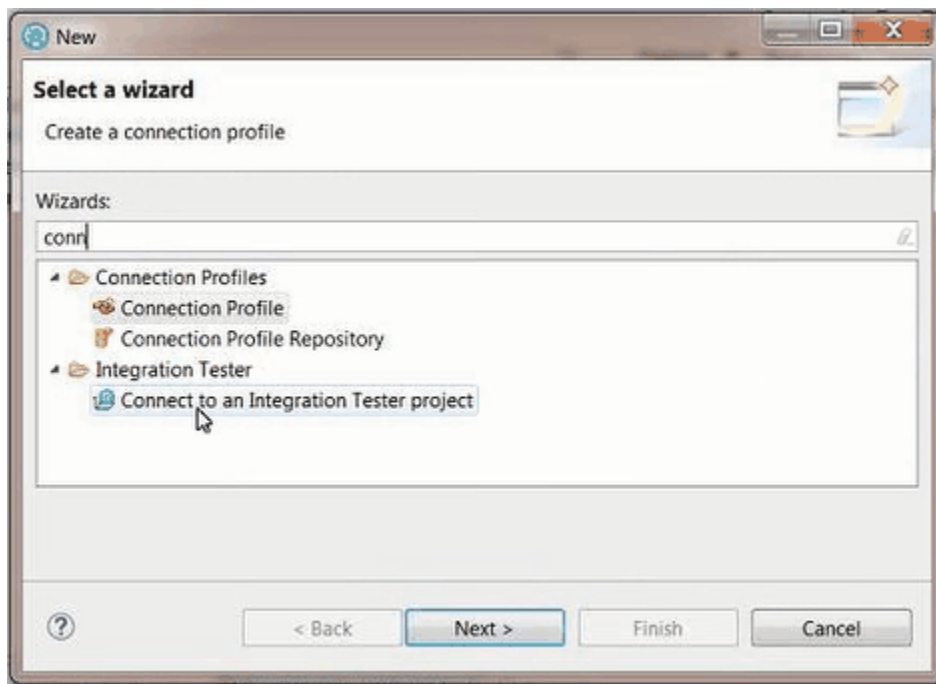 New
Select a wizard
Create a connection profile
Wizards:
conn
Connection Profiles
Connection Profile
Connection Profile Repository
Integration Tester
Connect to an Integration Tester project
< Back
Next >
Finish
Cancel